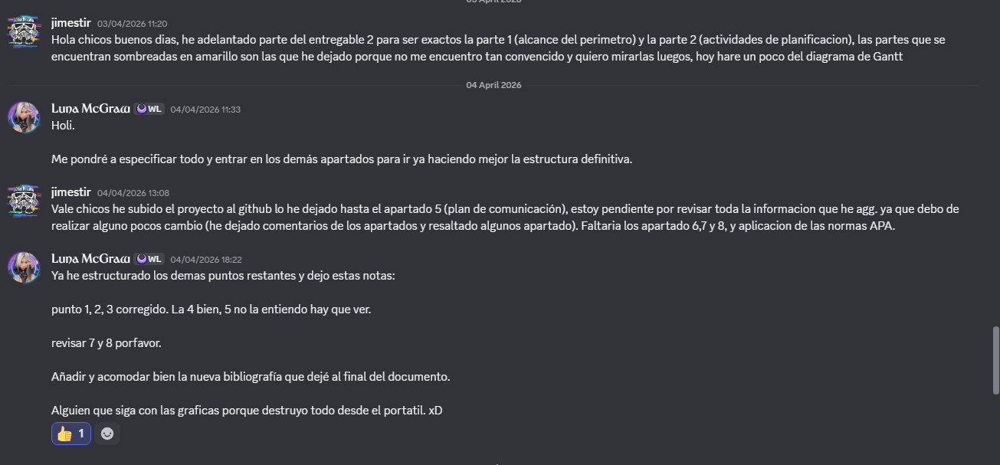 jimestir 03/04/2026 11:20
Hola chicos buenos dias, he adelantado parte del entregable 2 para ser exactos la parte 1 (alcance del perimetro) y la parte 2 (actividades de planificacion), las partes que se
encuentran sombreadas en amarillo son las que he dejado porque no me encuentro tan convencido y quiero mirarlas luegos, hoy hare un poco del diagrama de Gantt
04 April 2026
Luna McGraw WL 04/04/2026 11:33
Holi.
Me pondré a especificar todo y entrar en los demás apartados para ir ya haciendo mejor la estructura definitiva.
jimestir 04/04/2026 13:08
Vale chicos he subido el proyecto al github lo he dejado hasta el apartado 5 (plan de comunicación), estoy pendiente por revisar toda la informacion que he agg. ya que debo de
realizar alguno pocos cambio (he dejado comentarios de los apartados y resaltado algunos apartado). Faltaria los apartado 6,7 y 8, y aplicacion de las normas APA.
Luna McGraw WL 04/04/2026 18:22
Ya he estructurado los demas puntos restantes y dejo estas notas:
punto 1, 2, 3 corregido. La 4 bien, 5 no la entiendo hay que ver.
revisar 7 y 8 porfavor.
Añadir y acomodar bien la nueva bibliografía que dejé al final del documento.
Alguien que siga con las graficas porque destruyo todo desde el portatil. xD
1